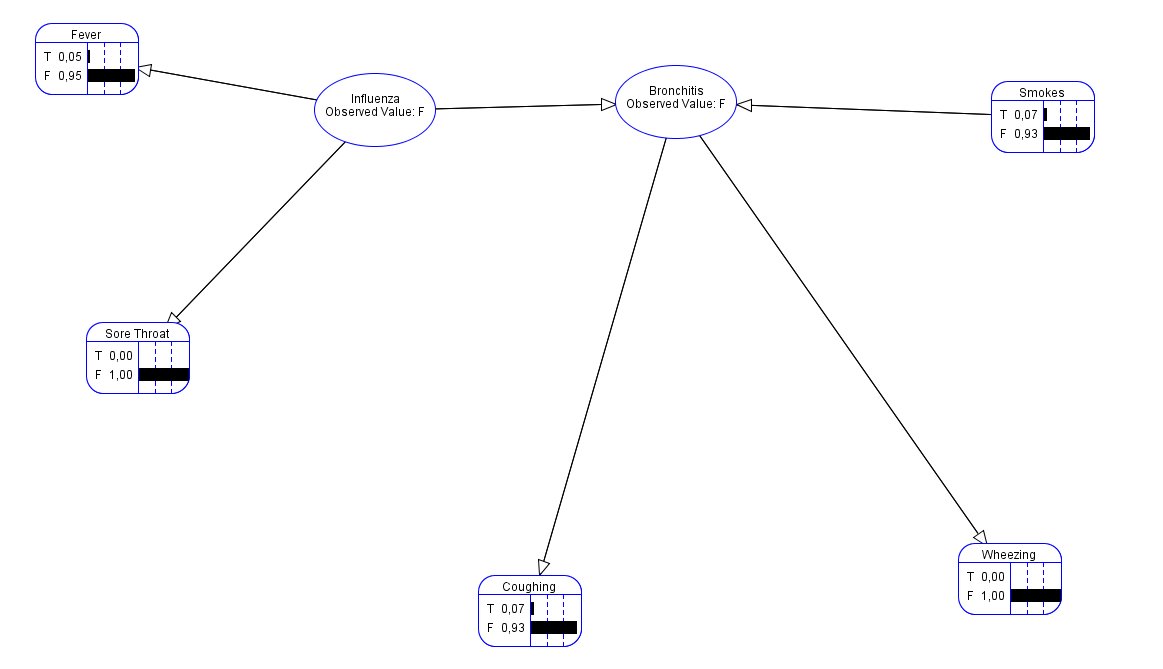 Fever
T 0,05
F 0,95
Influenza
Observed Value: F
Bronchitis
Observed Value: F
Smokes
T 0,07
F 0,93
Sore Throat
T 0,00
F 1,00
Coughing
T 0,07
F 0,93
Wheezing
T 0,00
F 1,00